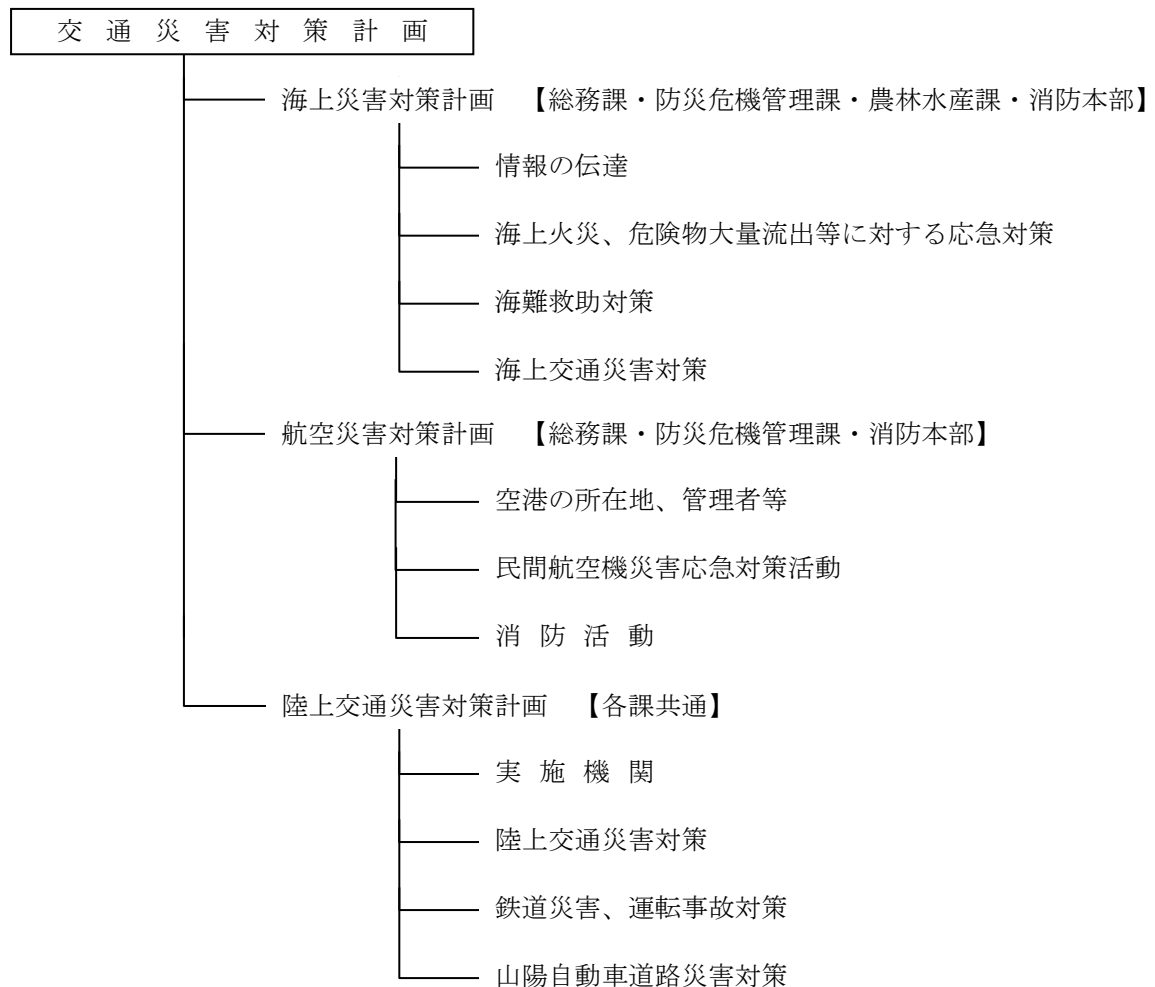 交 通 災 害 対 策 計 画
海上災害対策計画 【総務課・防災危機管理課・農林水産課・消防本部】
情報の伝達
海上火災、危険物大量流出等に対する応急対策
海難救助対策
海上交通災害対策
航空災害対策計画 【総務課・防災危機管理課・消防本部】
空港の所在地、管理者等
民間航空機災害応急対策活動
消 防 活 動
陸上交通災害対策計画 【各課共通】
実 施 機 関
陸上交通災害対策
鉄道災害、運転事故対策
山陽自動車道路災害対策